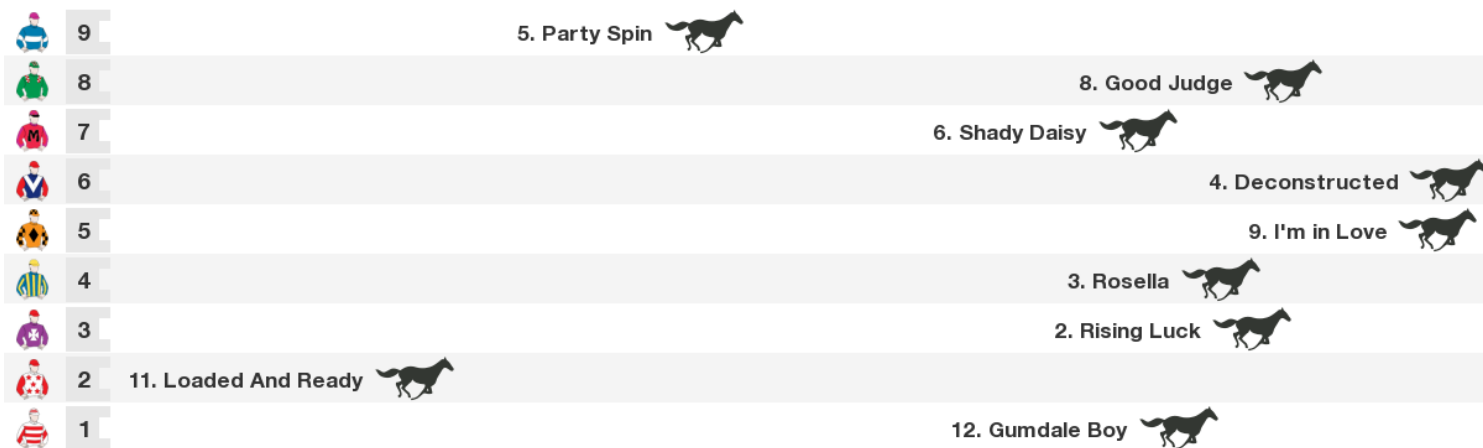 9 5. Party Spin
8 8. Good Judge
M 7 6. Shady Daisy
6 4. Deconstructed
5 9. I'm in Love
4 3. Rosella
3 2. Rising Luck
2 11. Loaded And Ready
1 12. Gumdale Boy